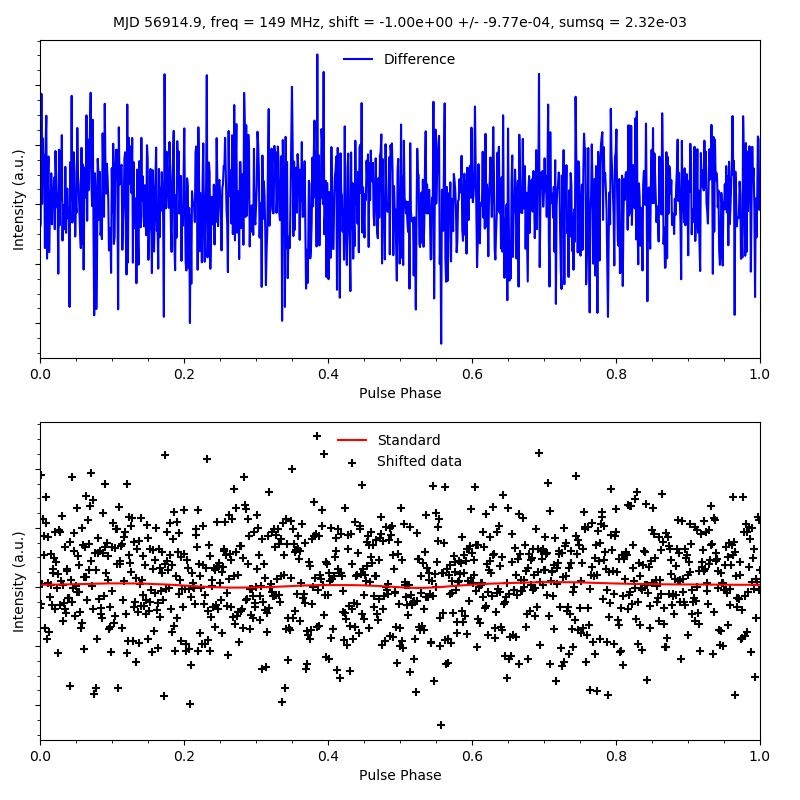 MJD 56914.9, freq = 149 MHz, shift = -1.00e+00 +/- -9.77e-04, sumsq = 2.32e-03
Difference
Intensity (a.u.)
0.0 0.2 0.4 0.6 0.8 1.0
Pulse Phase
Standard
Shifted data
Intensity (a.u.)
0.0 0.2 0.4 0.6 0.8 1.0
Pulse Phase